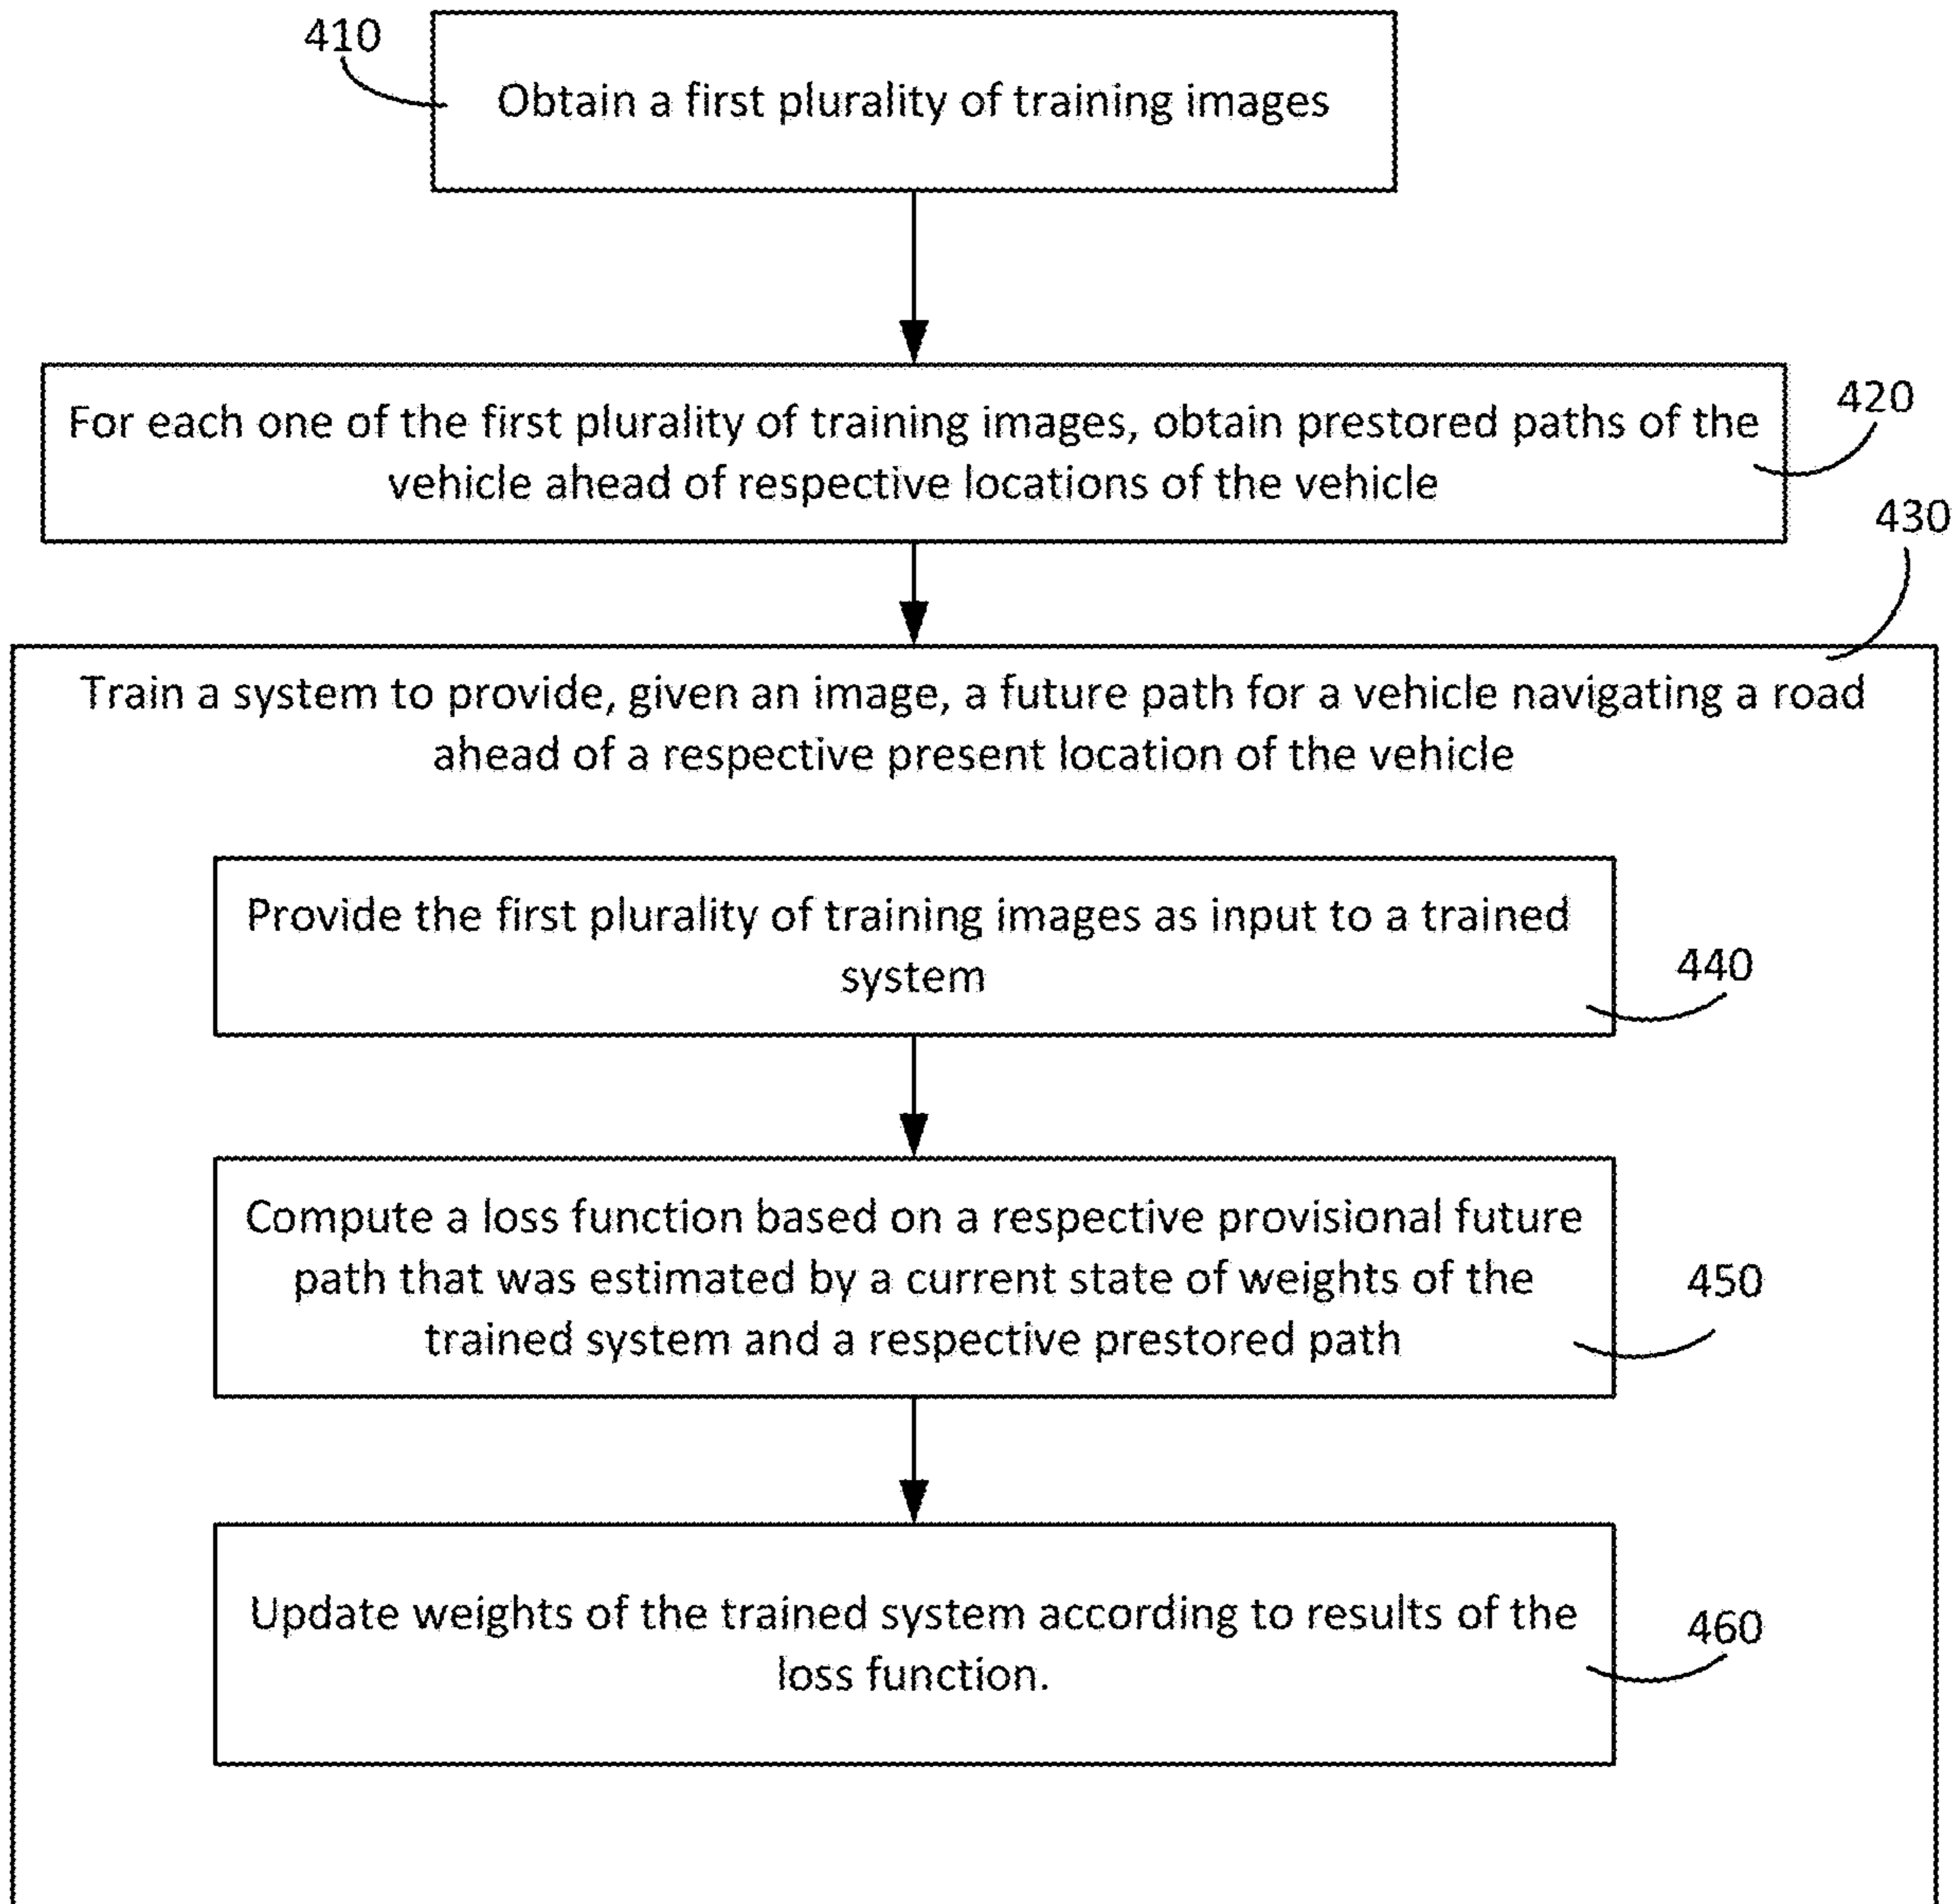 410
Obtain a first plurality of training images
For each one of the first plurality of training images, obtain prestored paths of the
vehicle ahead of respective locations of the vehicle
420
430
Train a system to provide, given an image, a future path for a vehicle navigating a road
ahead of a respective present location of the vehicle
Provide the first plurality of training images as input to a trained
system
440
Compute a loss function based on a respective provisional future
path that was estimated by a current state of weights of the
trained system and a respective prestored path
450
Update weights of the trained system according to results of the
loss function.
460